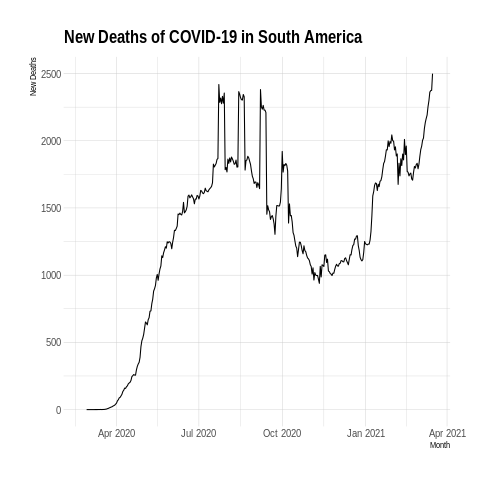 New Deaths of COVID-19 in South America
New Deaths
2500
2000
1500
1000
500
0
Apr 2020
Jul 2020
Oct 2020
Jan 2021
Apr 2021
Month